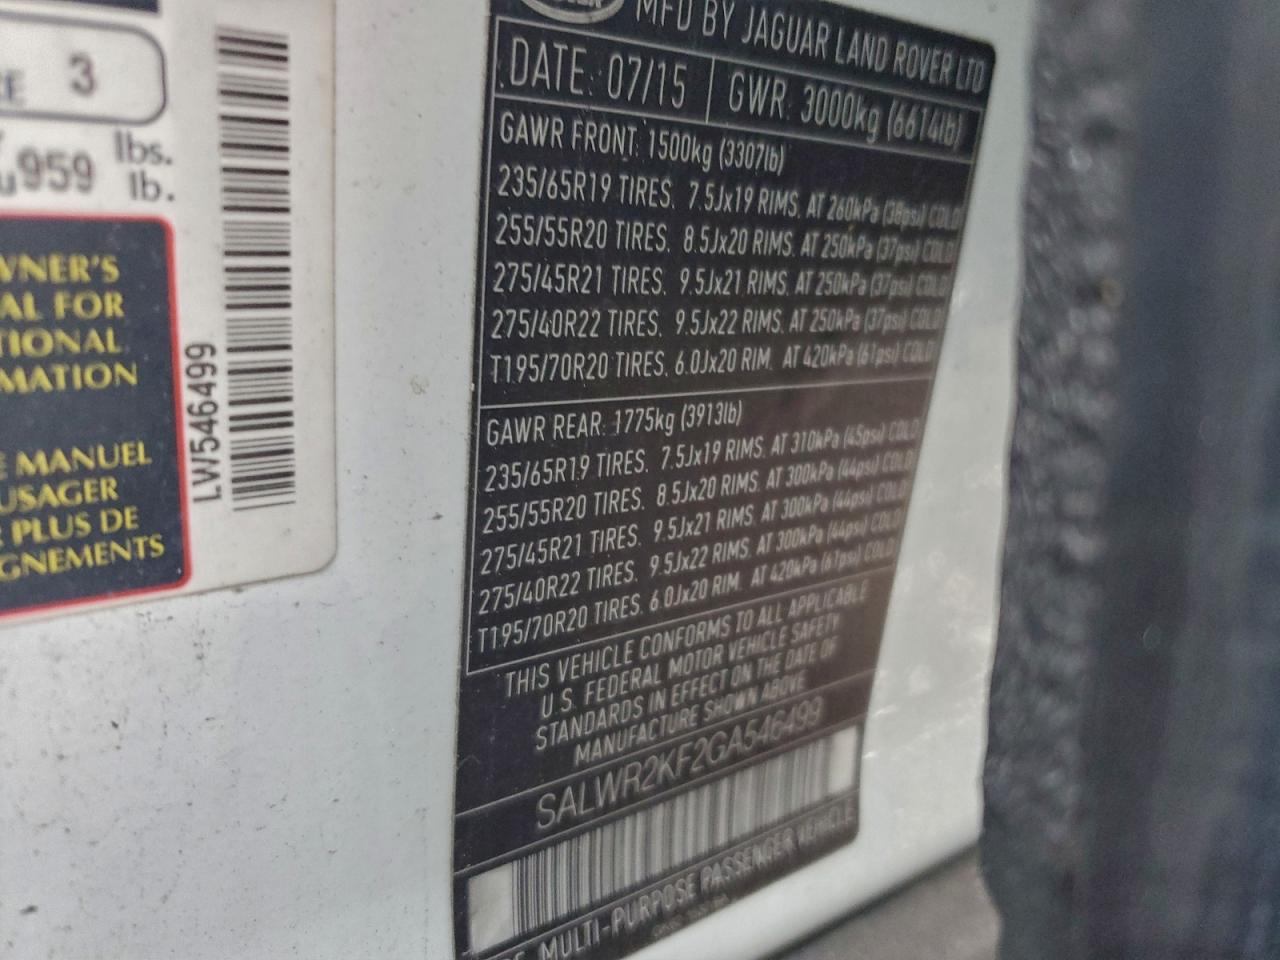 3
959
lbs.
lb.
WNER'S
AL FOR
TIONAL
MATION
MANUEL
USAGER
PLUS DE
GNEMENTS
LW546499
MFD BY JAGUAR LAND ROVER LTD
DATE: 07/15 GWR: 3000kg (6614lb)
GAWR FRONT: 1500kg (3307lb)
235/65R19 TIRES. 7.5Jx19 RIMS. AT 260kPa (38psi) COLD
255/55R20 TIRES. 8.5Jx20 RIMS. AT 250kPa (37psi) COLD
275/45R21 TIRES. 9.5Jx21 RIMS. AT 250kPa (37psi) COLD
275/40R22 TIRES. 9.5Jx22 RIMS. AT 250kPa (37psi) COLD
T195/70R20 TIRES. 6.0Jx20 RIM. AT 420kPa (61psi) COLD
GAWR REAR: 1775kg (3913lb)
235/65R19 TIRES. 7.5Jx19 RIMS. AT 310kPa (45psi) COLD
255/55R20 TIRES. 8.5Jx20 RIMS. AT 300kPa (44psi) COLD
275/45R21 TIRES. 9.5Jx21 RIMS. AT 300kPa (44psi) COLD
275/40R22 TIRES. 9.5Jx22 RIMS. AT 300kPa (44psi) COLD
T195/70R20 TIRES. 6.0Jx20 RIM. AT 420kPa (61psi) COLD
THIS VEHICLE CONFORMS TO ALL APPLICABLE
U.S. FEDERAL MOTOR VEHICLE SAFETY
STANDARDS IN EFFECT ON THE DATE OF
MANUFACTURE SHOWN ABOVE
SALWR2KF2GA546499
MULTI-PURPOSE PASSENGER VEHICLE